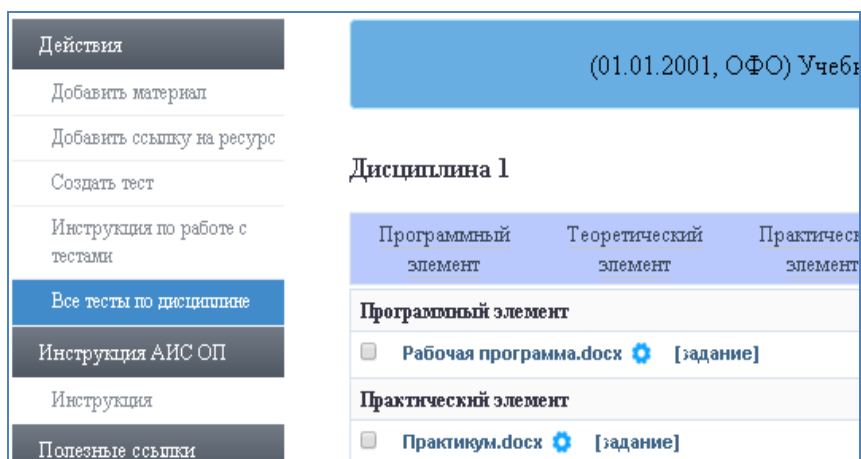 Действия
Добавить материал
Добавить ссылку на ресурс
Создать тест
Инструкция по работе с
тестами
Все тесты по дисциплине
Инструкция АИС ОП
Инструкция
Полезные ссылки
(01.01.2001, ОФО) Учеб
Дисциплина 1
Программный Теоретический Практичес
элемент элемент элемент
Программный элемент
Рабочая программа.docx [задание]
Практический элемент
Практикум.docx [задание]